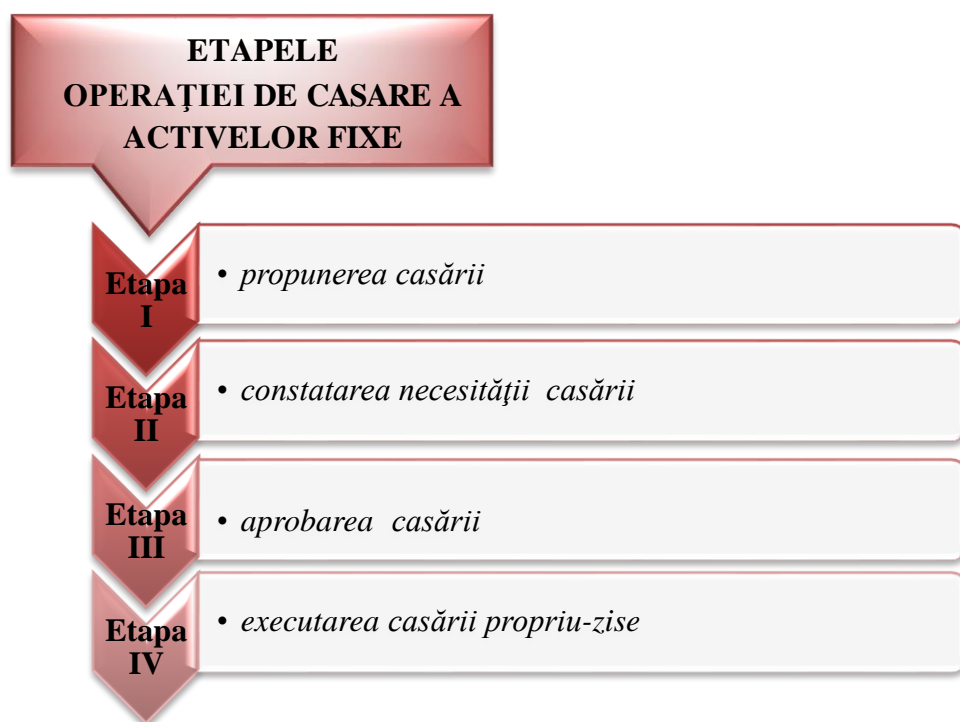 ETAPELE
OPERAŢIEI DE CASARE A
ACTIVELOR FIXE
Etapa
I
• propunerea casării
Etapa
II
• constatarea necesităţii casării
Etapa
III
• aprobarea casării
Etapa
IV
• executarea casării propriu-zise